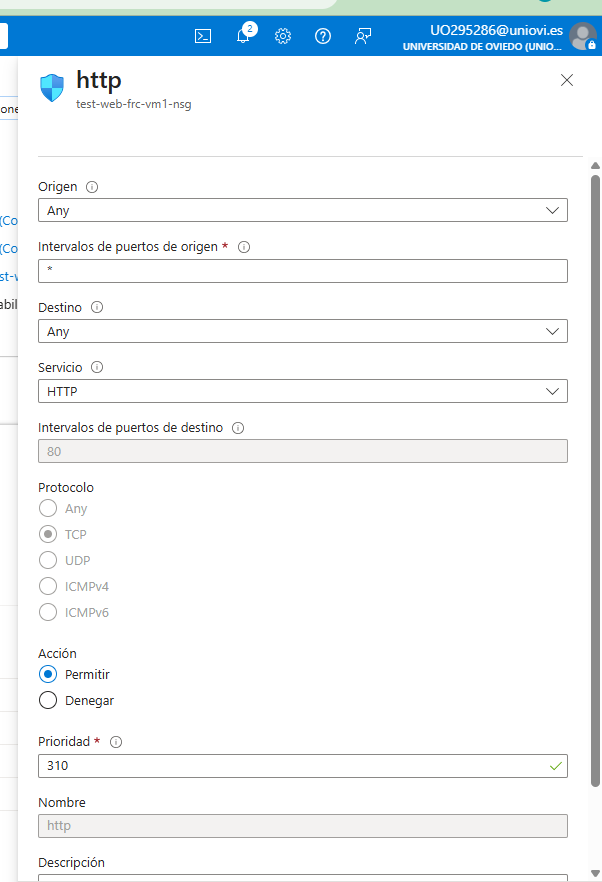 2
UO295286@uniovi.es
UNIVERSIDAD DE OVIEDO (UNIO...
http
test-web-frc-vm1-nsg
one
Origen
Any
(Co
Intervalos de puertos de origen *
(Co
*
st-w
abil
Destino
Any
Servicio
HTTP
Intervalos de puertos de destino
80
Protocolo
Any
TCP
UDP
ICMPv4
ICMPv6
Acción
Permitir
Denegar
Prioridad *
310
Nombre
http
Descripción